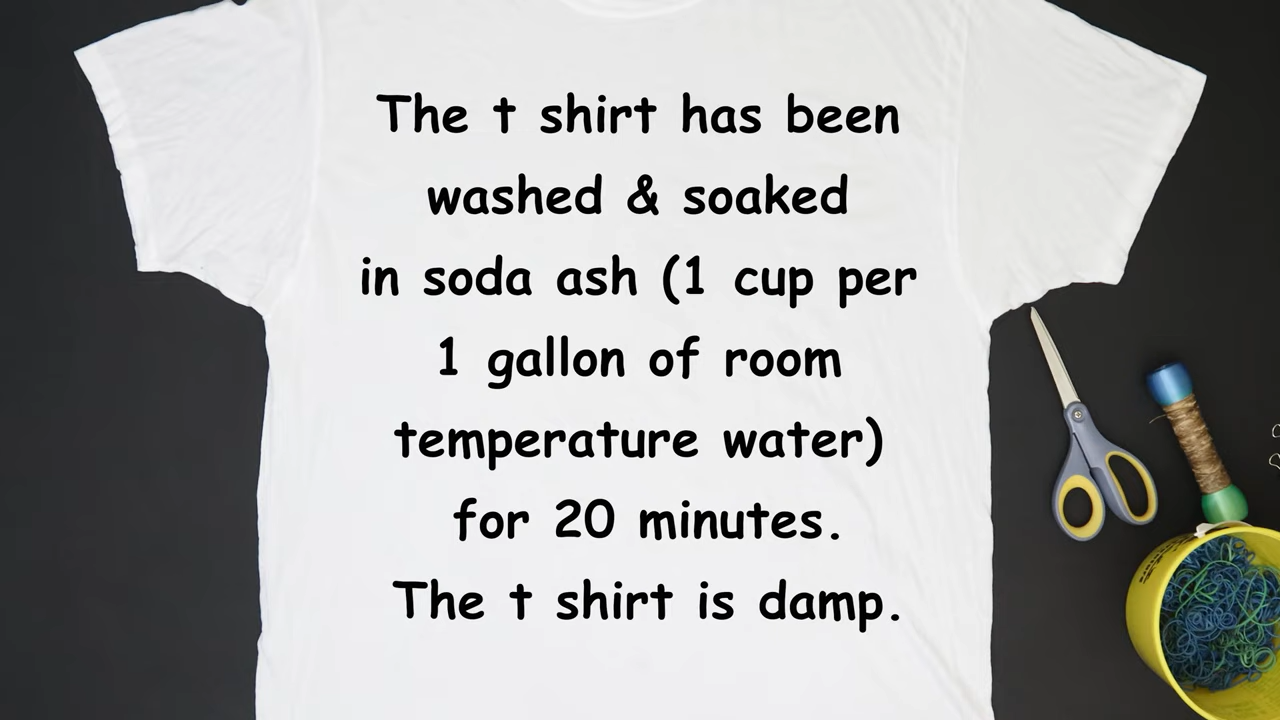 The t shirt has been
washed & soaked
in soda ash (1 cup per
1 gallon of room
temperature water)
for 20 minutes.
The t shirt is damp.